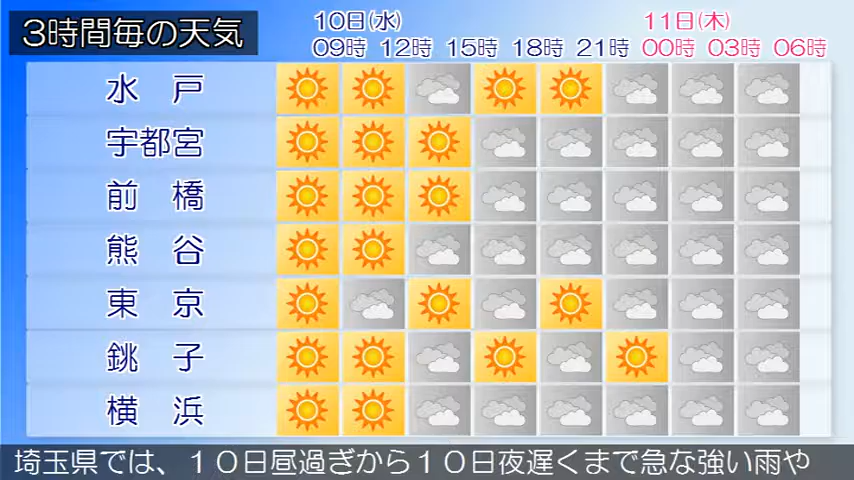 3時間毎の天気
10日(水) 11日(木)
09時 12時 15時 18時 21時 00時 03時 06時
水　戸
宇都宮
前　橋
熊　谷
東　京
銚　子
横　浜
埼玉県では、１０日昼過ぎから１０日夜遅くまで急な強い雨や